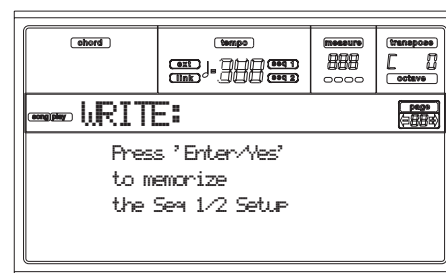 chord tempo measure transpose
ext seq 1
link seq 2
C 0
octave
song play WRITE: page
Press 'Enter/Yes'
to memorize
the Seq 1/2 Setup